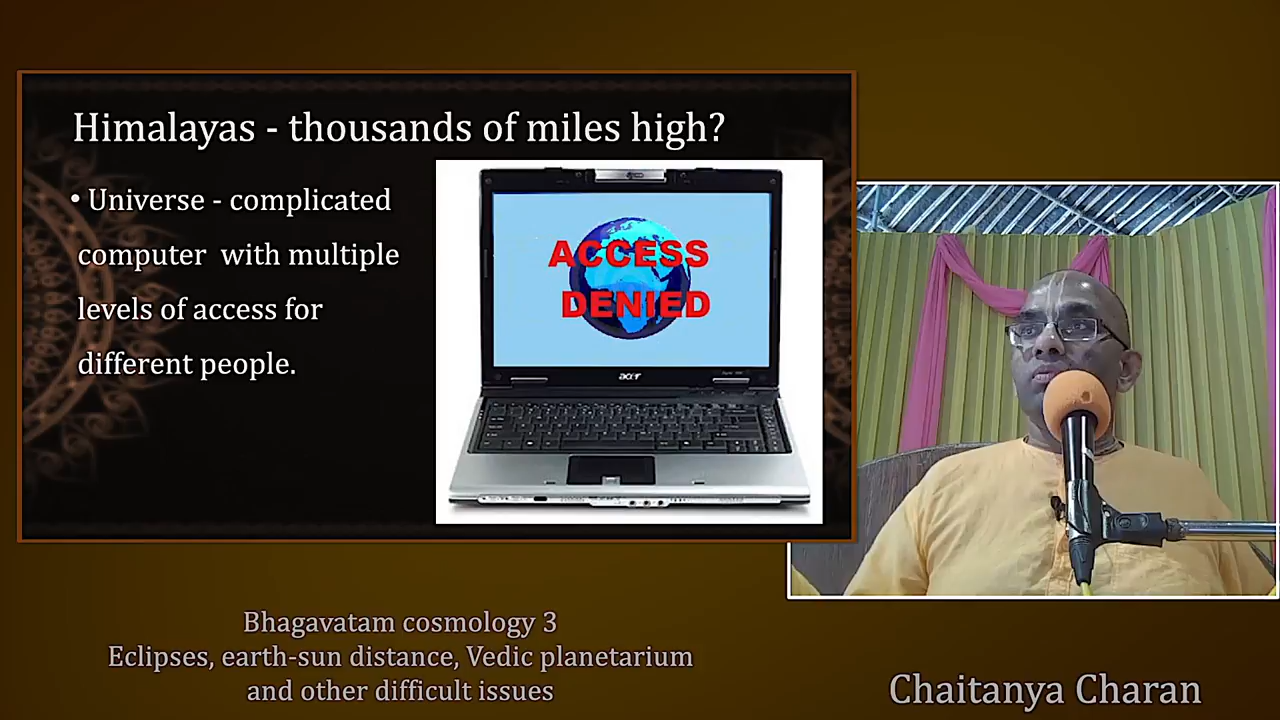 Himalayas - thousands of miles high?
• Universe - complicated
computer with multiple
levels of access for
different people.
ACCESS
DENIED
acer
Bhagavatam cosmology 3
Eclipses, earth-sun distance, Vedic planetarium
and other difficult issues
Chaitanya Charan